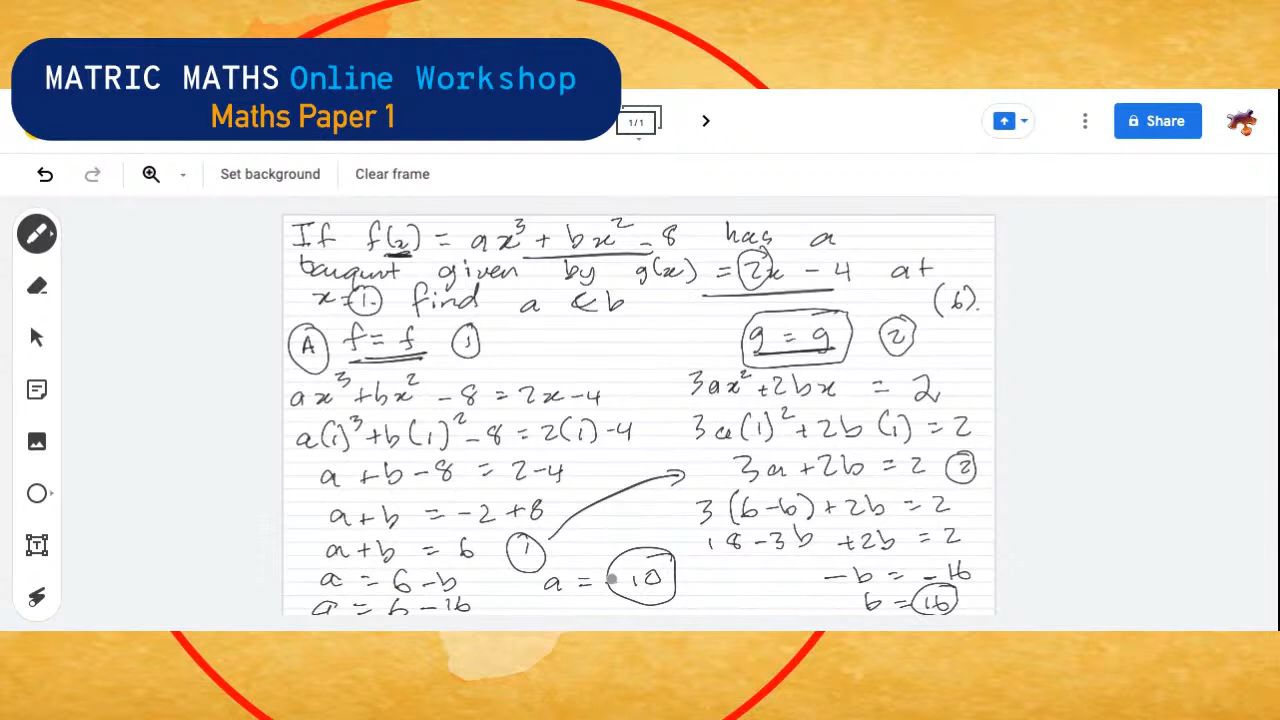 MATRIC MATHS Online Workshop
Maths Paper 1
1/1
Share
Set background
Clear frame
If f(x) = ax³ + bx² - 8 has a
tangent given by g(x) = 2x - 4 at
x = 1. find a & b
(6).
A f = f 1
g = g 2
ax³ + bx² - 8 = 2x - 4
3ax² + 2bx = 2
a(1)³ + b(1)² - 8 = 2(1) - 4
3a(1)² + 2b(1) = 2
a + b - 8 = 2 - 4
3a + 2b = 2 2
a + b = -2 + 8
3(6-b) + 2b = 2
a + b = 6 1
18 - 3b + 2b = 2
a = 6 - b
a = -10
-b = -16
a = 6 - 16
b = 16